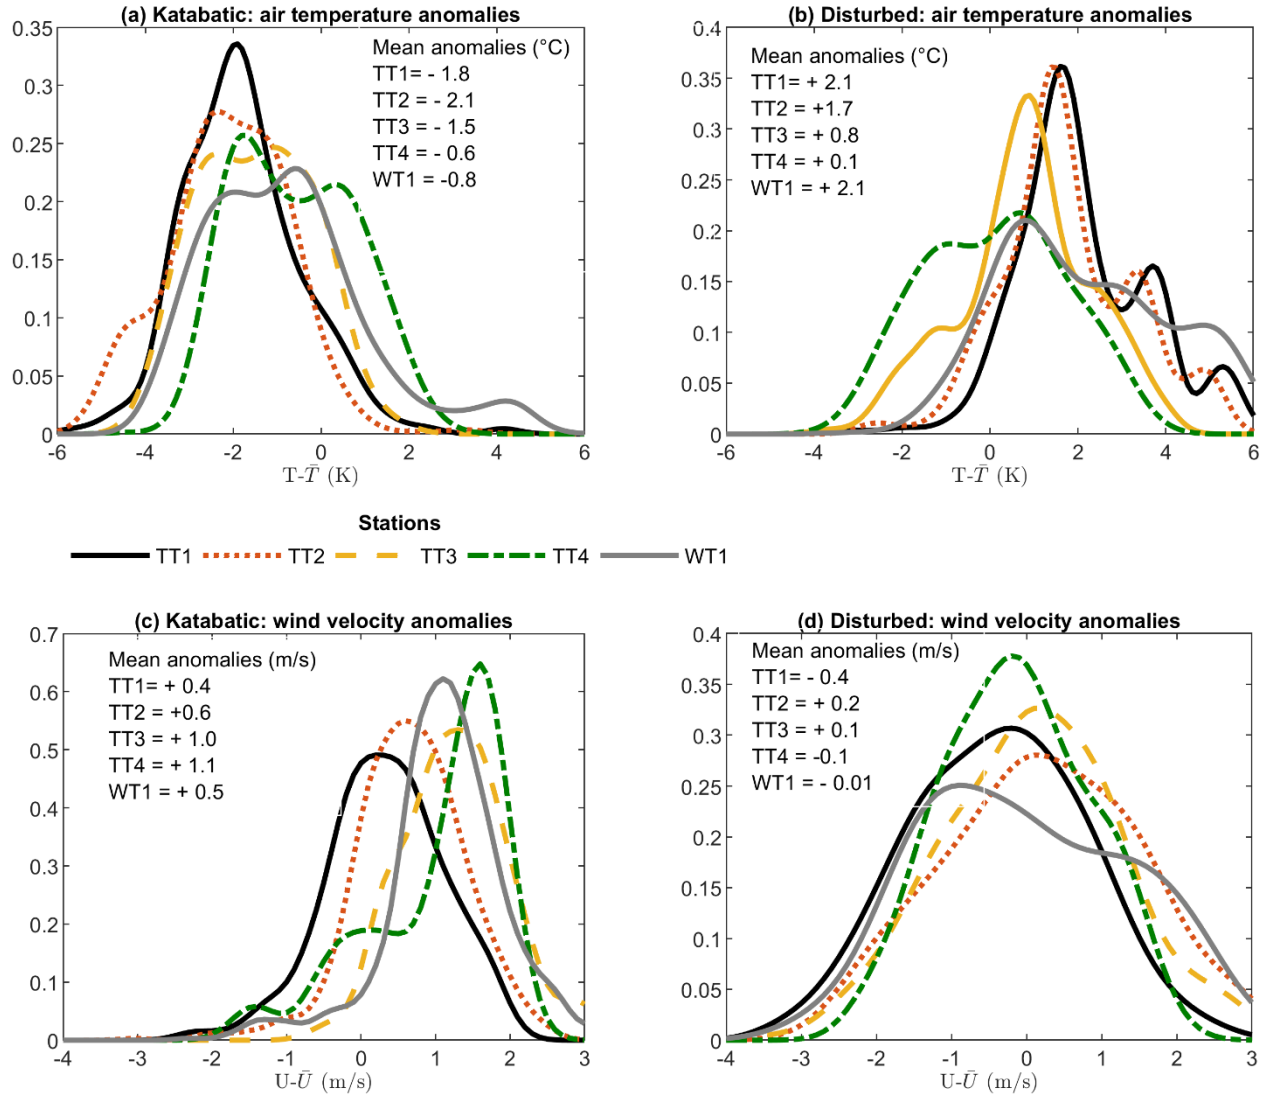 (a) Katabatic: air temperature anomalies
0.35
0.3
0.25
0.2
0.15
0.1
0.05
0
Mean anomalies (°C)
TT1= - 1.8
TT2 = - 2.1
TT3 = - 1.5
TT4 = - 0.6
WT1 = -0.8
-6 -4 -2 0 2 4 6
T-T̄ (K)
(b) Disturbed: air temperature anomalies
0.4
0.35
0.3
0.25
0.2
0.15
0.1
0.05
0
Mean anomalies (°C)
TT1= + 2.1
TT2 = +1.7
TT3 = + 0.8
TT4 = + 0.1
WT1 = + 2.1
-6 -4 -2 0 2 4 6
T-T̄ (K)
Stations
TT1 TT2 TT3 TT4 WT1
(c) Katabatic: wind velocity anomalies
0.7
0.6
0.5
0.4
0.3
0.2
0.1
0
Mean anomalies (m/s)
TT1= + 0.4
TT2 = +0.6
TT3 = + 1.0
TT4 = + 1.1
WT1 = + 0.5
-4 -3 -2 -1 0 1 2 3
U-Ū (m/s)
(d) Disturbed: wind velocity anomalies
0.4
0.35
0.3
0.25
0.2
0.15
0.1
0.05
0
Mean anomalies (m/s)
TT1= - 0.4
TT2 = + 0.2
TT3 = + 0.1
TT4 = -0.1
WT1 = - 0.01
-4 -3 -2 -1 0 1 2 3
U-Ū (m/s)